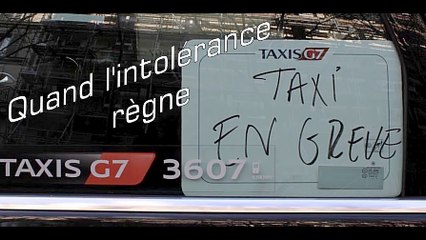 Quand l'intolérance
règne
TAXIS G7
TAXI
EN GREVE
TAXIS G7 3607